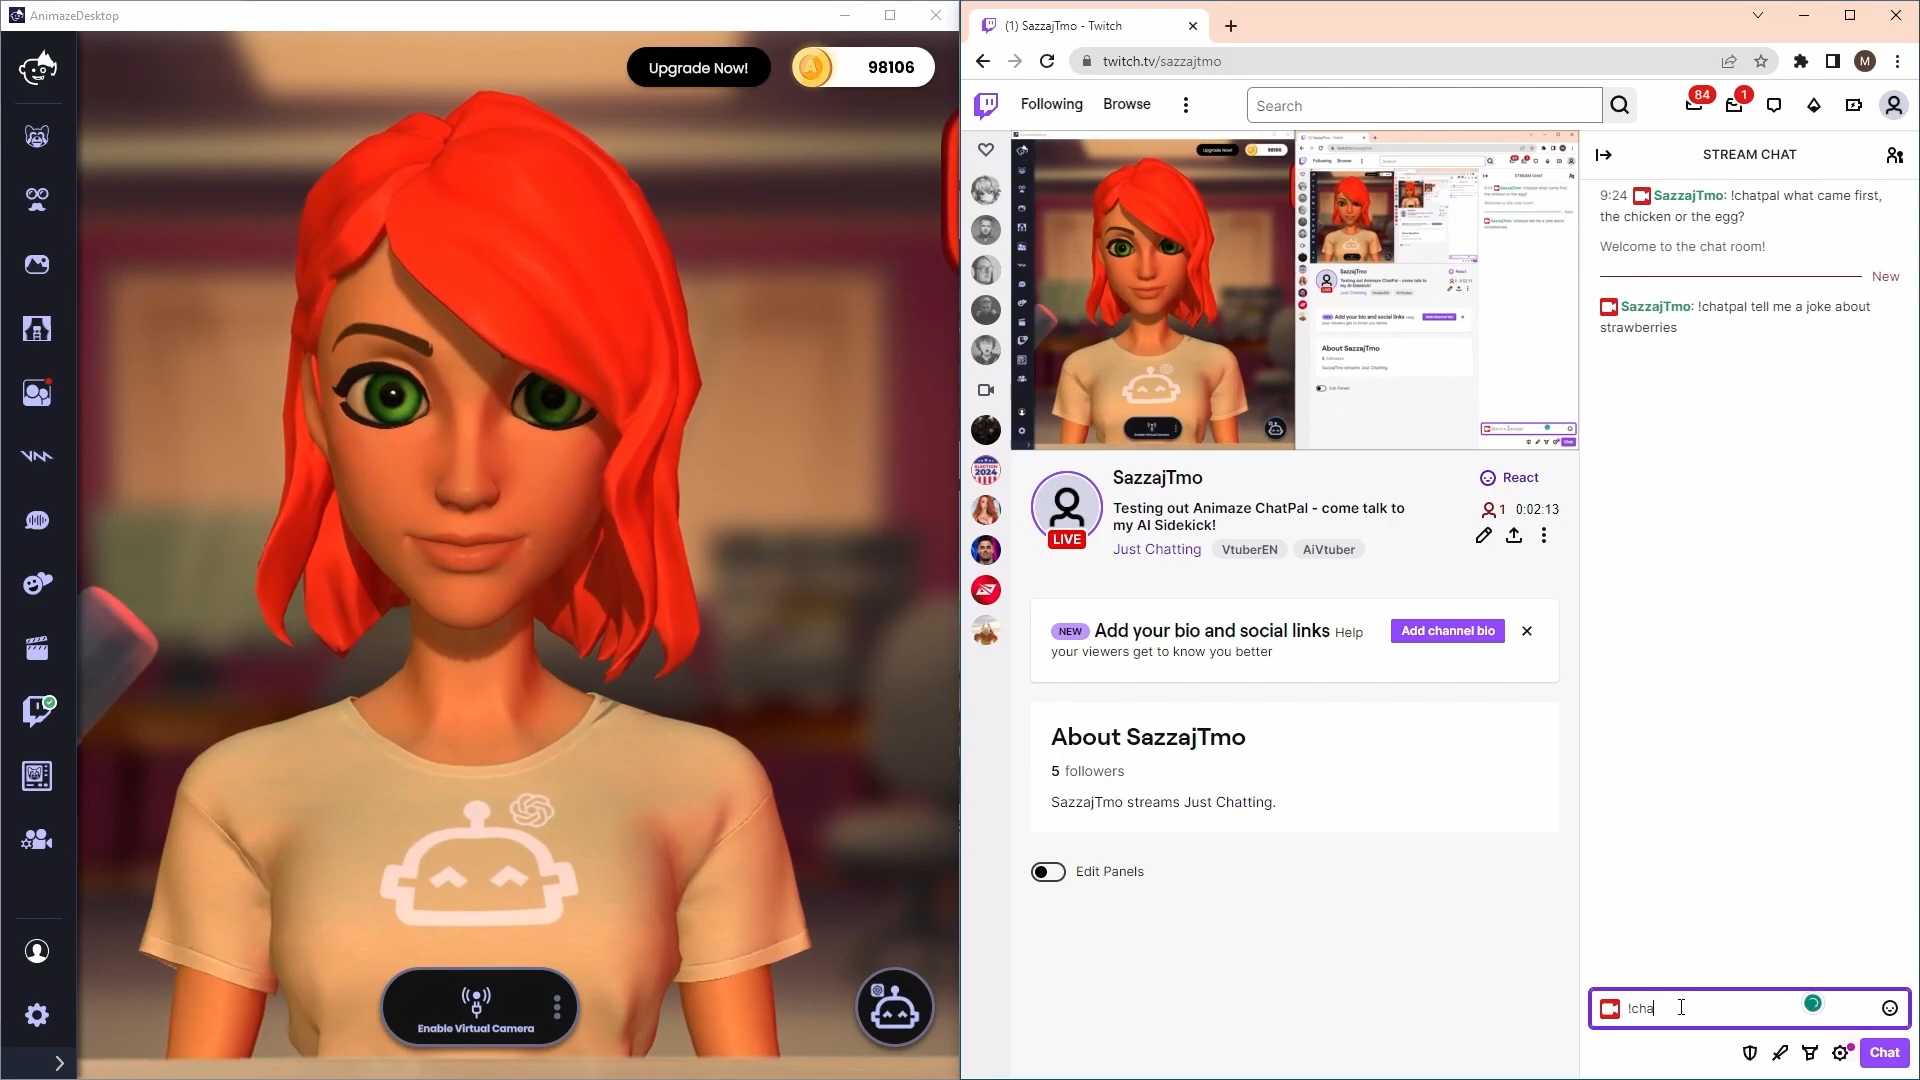 AnimazeDesktop
Upgrade Now!
98106
Enable Virtual Camera
(1) SazzajTmo - Twitch
twitch.tv/sazzajtmo
M
Following
Browse
Search
84
1
STREAM CHAT
9:24 SazzajTmo: !chatpal what came first,
the chicken or the egg?
Welcome to the chat room!
New
SazzajTmo: !chatpal tell me a joke about
strawberries
ELECTION
2024
SazzajTmo
React
Testing out Animaze ChatPal - come talk to
my AI Sidekick!
1 0:02:13
LIVE
Just Chatting
VtuberEN
AiVtuber
NEW Add your bio and social links Help
your viewers get to know you better
Add channel bio
About SazzajTmo
5 followers
SazzajTmo streams Just Chatting.
Edit Panels
!cha
Chat